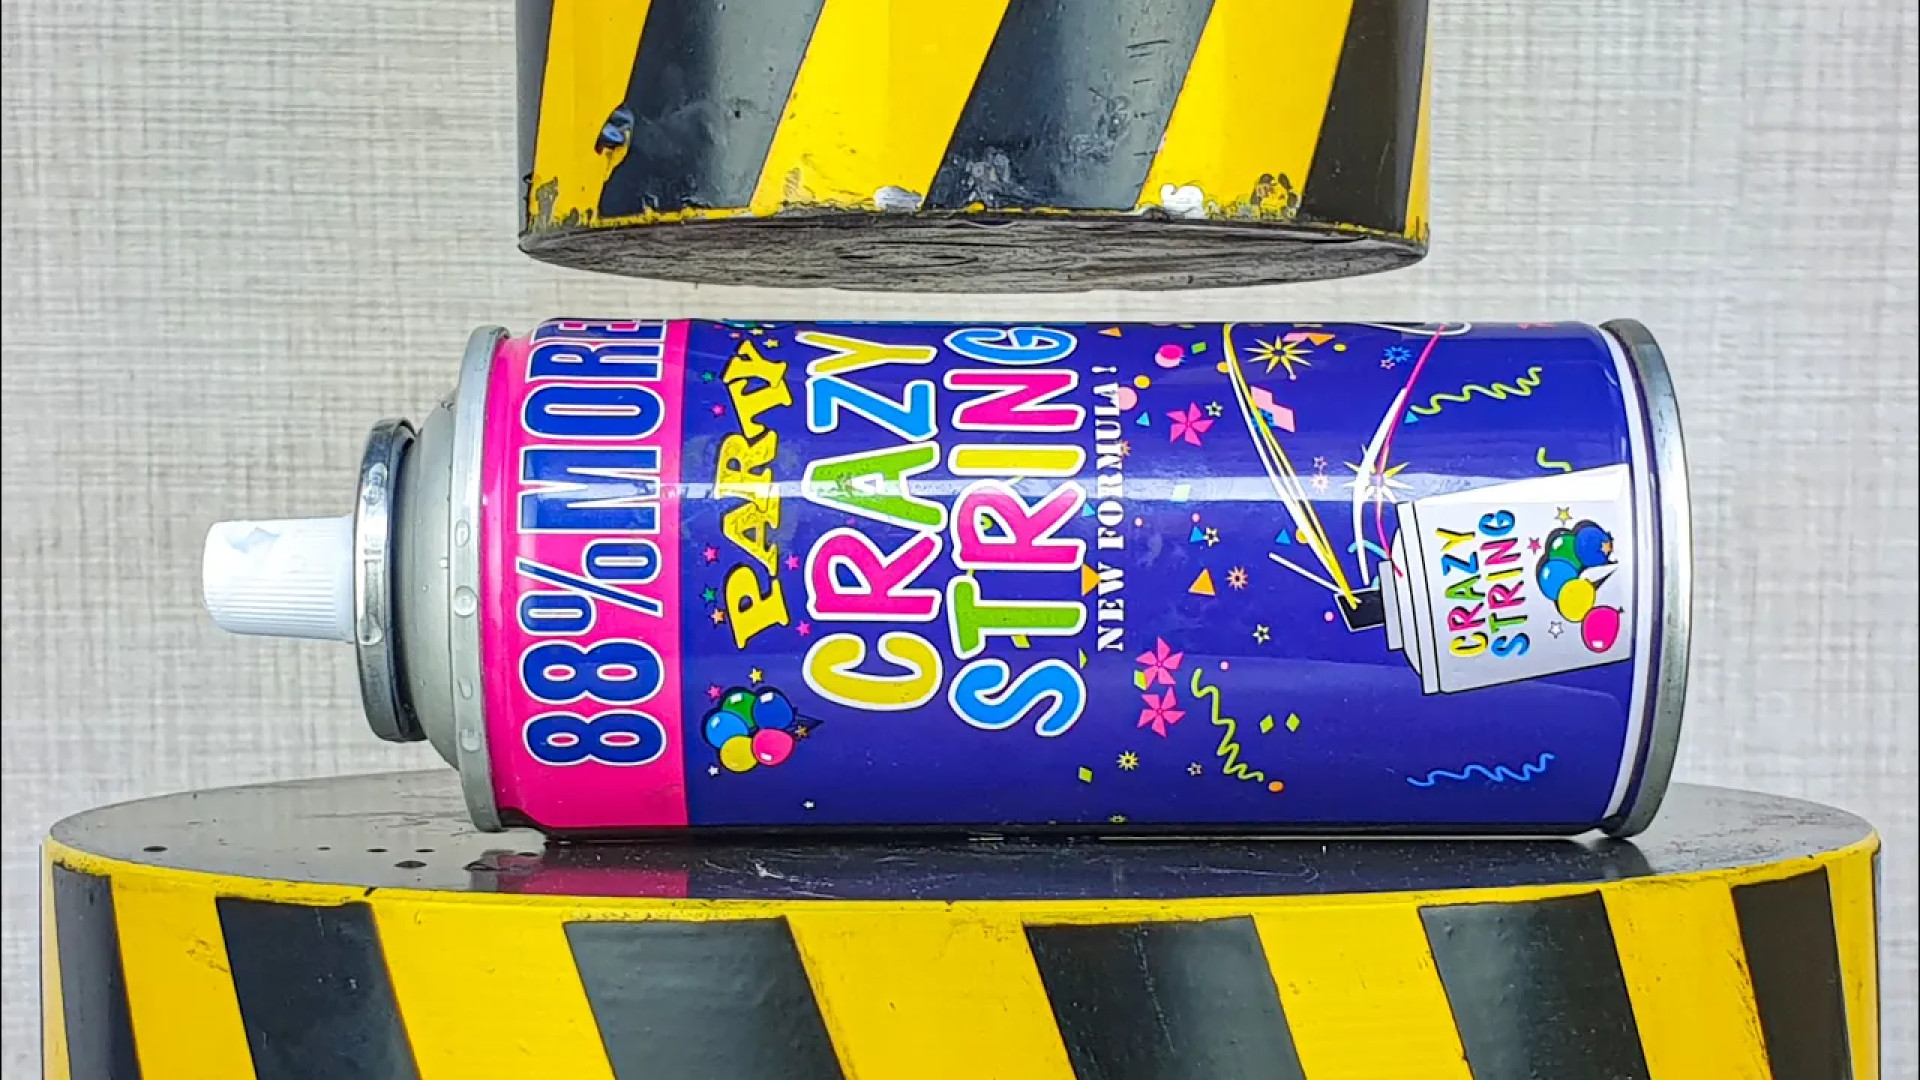 88% MORE
PARTY
CRAZY
STRING
NEW FORMULA!
CRAZY
STRING